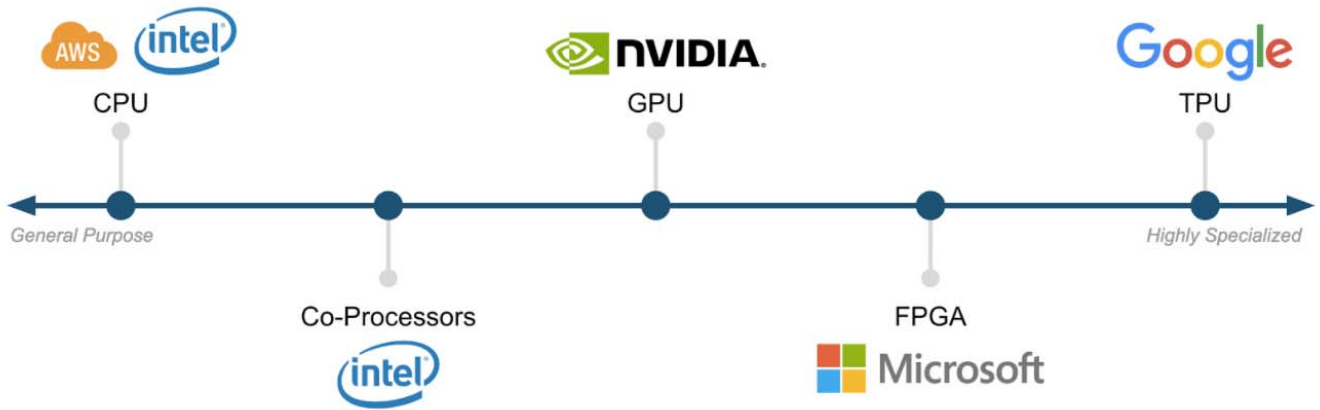 AWS
intel
CPU
NVIDIA.
GPU
Google
TPU
General Purpose
Highly Specialized
Co-Processors
intel
FPGA
Microsoft